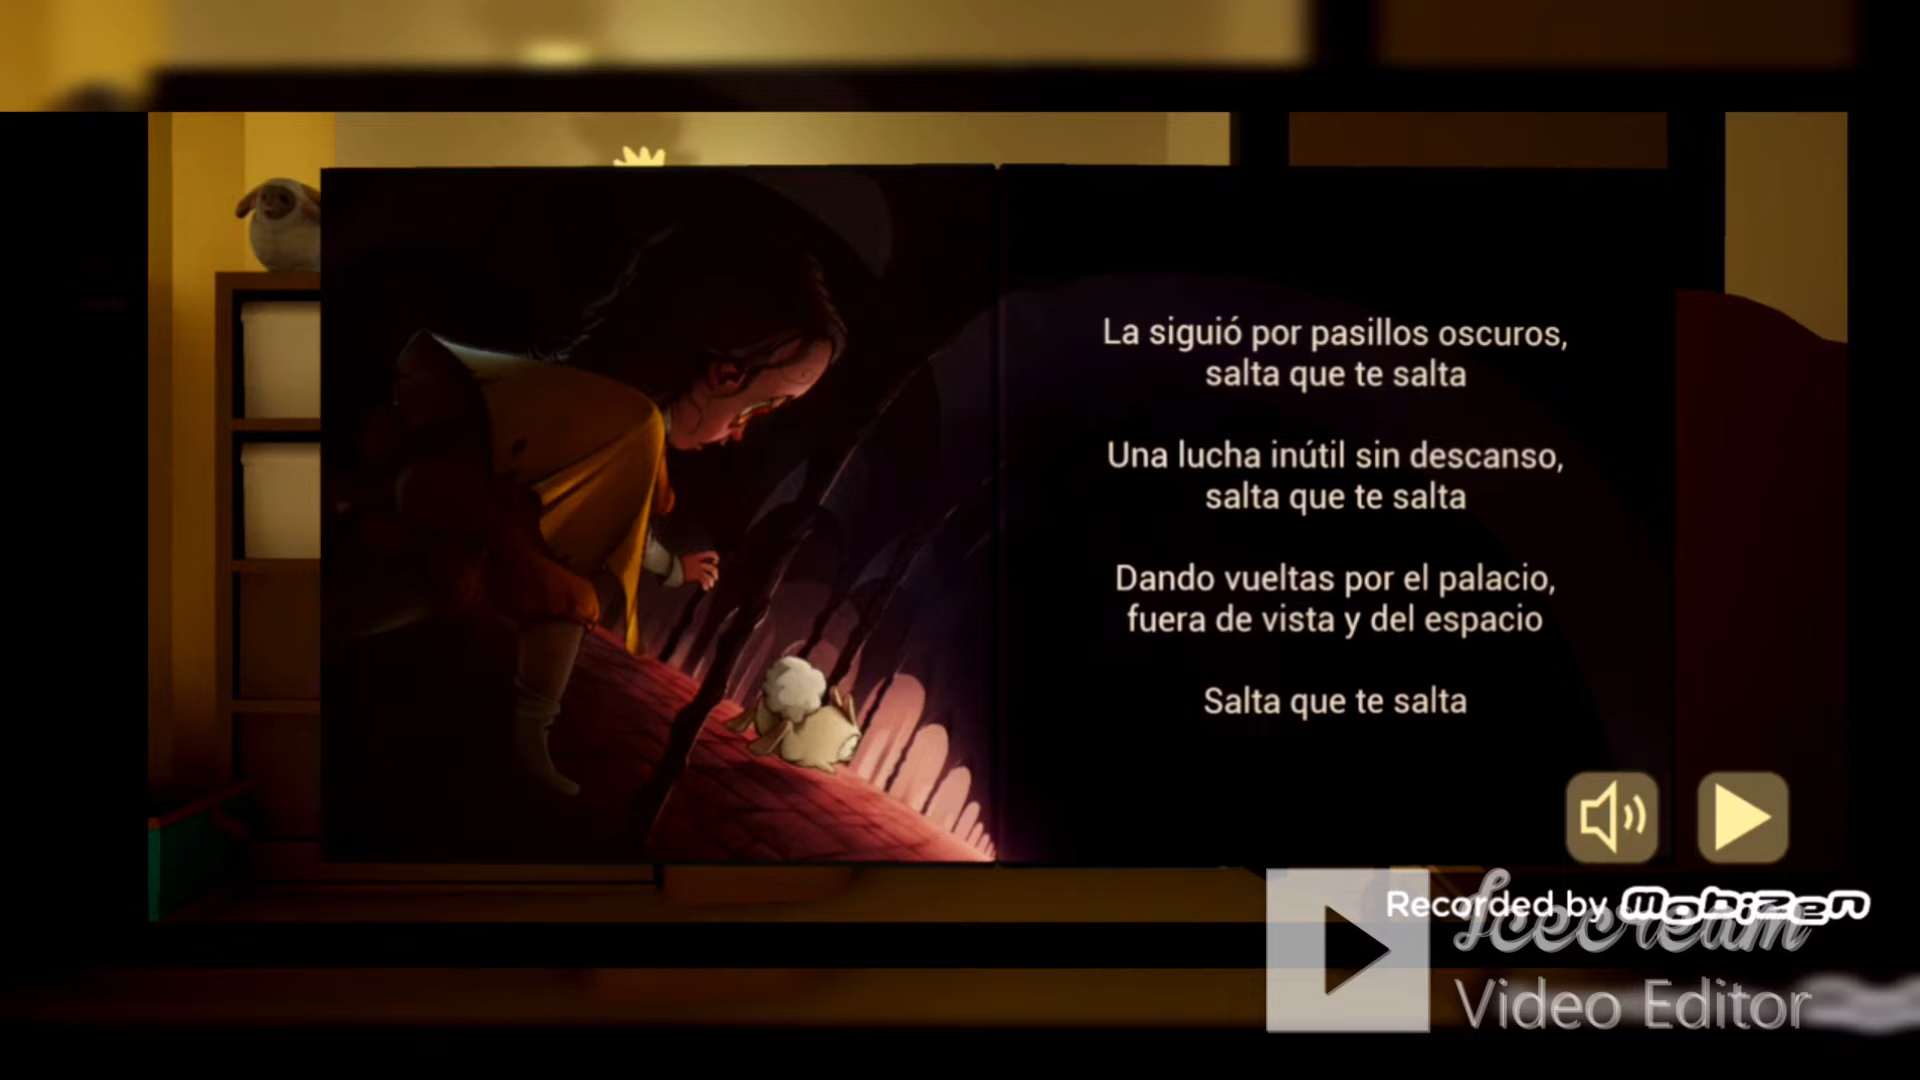 La siguió por pasillos oscuros,
salta que te salta
Una lucha inútil sin descanso,
salta que te salta
Dando vueltas por el palacio,
fuera de vista y del espacio
Salta que te salta
Recorded by Mobizen
Icecream
Video Editor